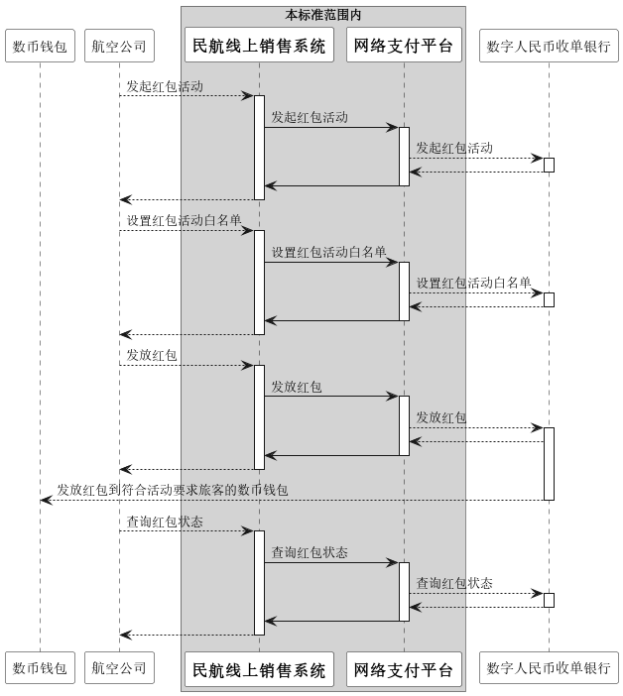 本标准范围内
数币钱包
航空公司
民航线上销售系统
网络支付平台
数字人民币收单银行
发起红包活动
发起红包活动
发起红包活动
设置红包活动白名单
设置红包活动白名单
设置红包活动白名单
发放红包
发放红包
发放红包
发放红包到符合活动要求旅客的数币钱包
查询红包状态
查询红包状态
查询红包状态
数币钱包
航空公司
民航线上销售系统
网络支付平台
数字人民币收单银行